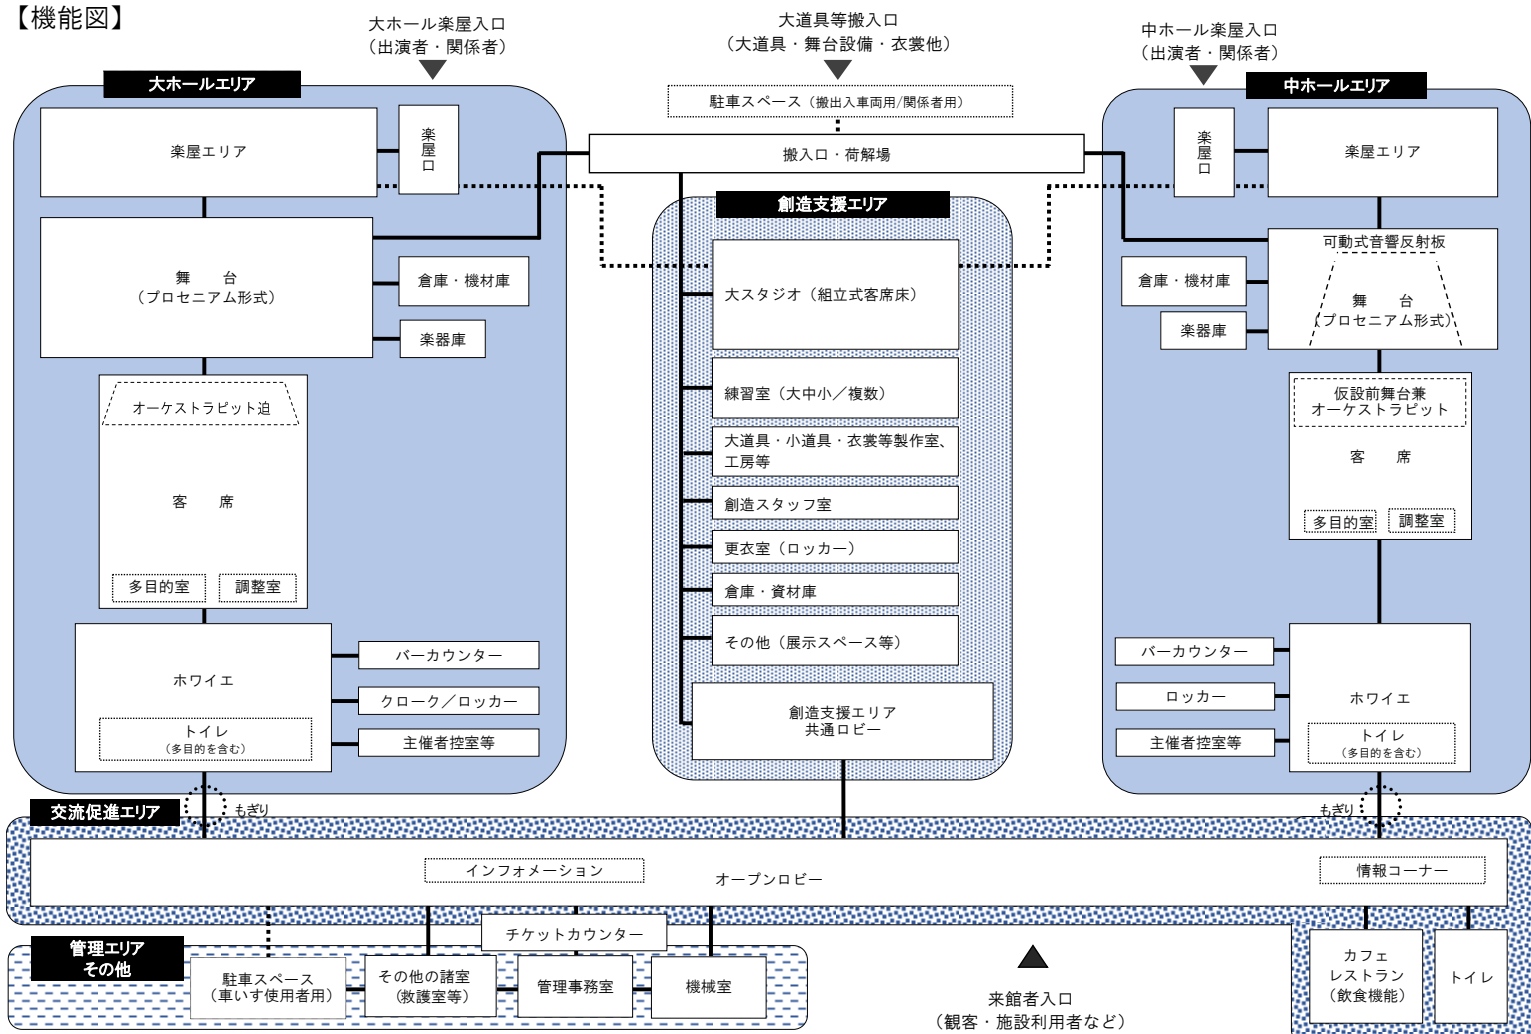 【機能図】
大ホール楽屋入口
（出演者・関係者）
大道具等搬入口
（大道具・舞台設備・衣裳他）
中ホール楽屋入口
（出演者・関係者）
大ホールエリア
楽屋エリア
楽屋口
舞　台
（プロセニアム形式）
倉庫・機材庫
楽器庫
オーケストラピット迫
客　席
多目的室
調整室
ホワイエ
トイレ
（多目的を含む）
バーカウンター
クローク／ロッカー
主催者控室等
もぎり
駐車スペース（搬出入車両用/関係者用）
搬入口・荷解場
創造支援エリア
大スタジオ（組立式客席床）
練習室（大中小／複数）
大道具・小道具・衣裳等製作室、
工房等
創造スタッフ室
更衣室（ロッカー）
倉庫・資材庫
その他（展示スペース等）
創造支援エリア
共通ロビー
中ホールエリア
楽屋口
楽屋エリア
可動式音響反射板
舞　台
（プロセニアム形式）
倉庫・機材庫
楽器庫
仮設前舞台兼
オーケストラピット
客　席
多目的室
調整室
バーカウンター
ロッカー
主催者控室等
ホワイエ
トイレ
（多目的を含む）
もぎり
交流促進エリア
インフォメーション
オープンロビー
情報コーナー
チケットカウンター
管理エリア
その他
駐車スペース
（車いす使用者用）
その他の諸室
（救護室等）
管理事務室
機械室
来館者入口
（観客・施設利用者など）
カフェ
レストラン
（飲食機能）
トイレ